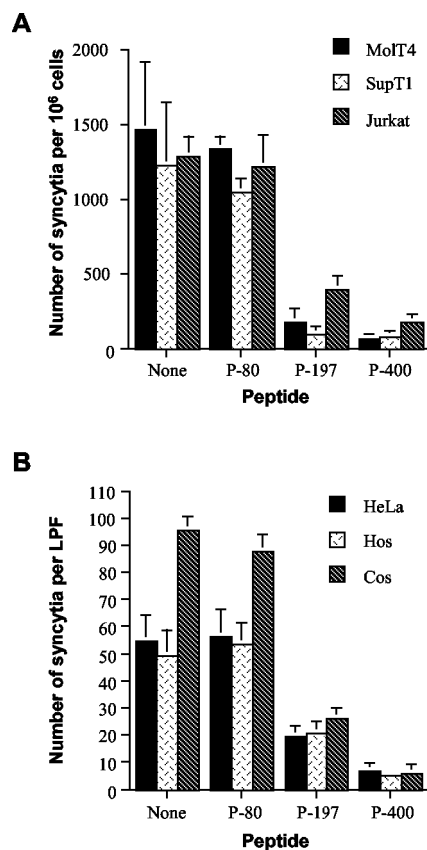 A
Number of syncytia per 10⁶ cells
2000
1500
1000
500
0
MolT4
SupT1
Jurkat
None P-80 P-197 P-400
Peptide
B
Number of syncytia per LPF
110
100
90
80
70
60
50
40
30
20
10
0
HeLa
Hos
Cos
None P-80 P-197 P-400
Peptide